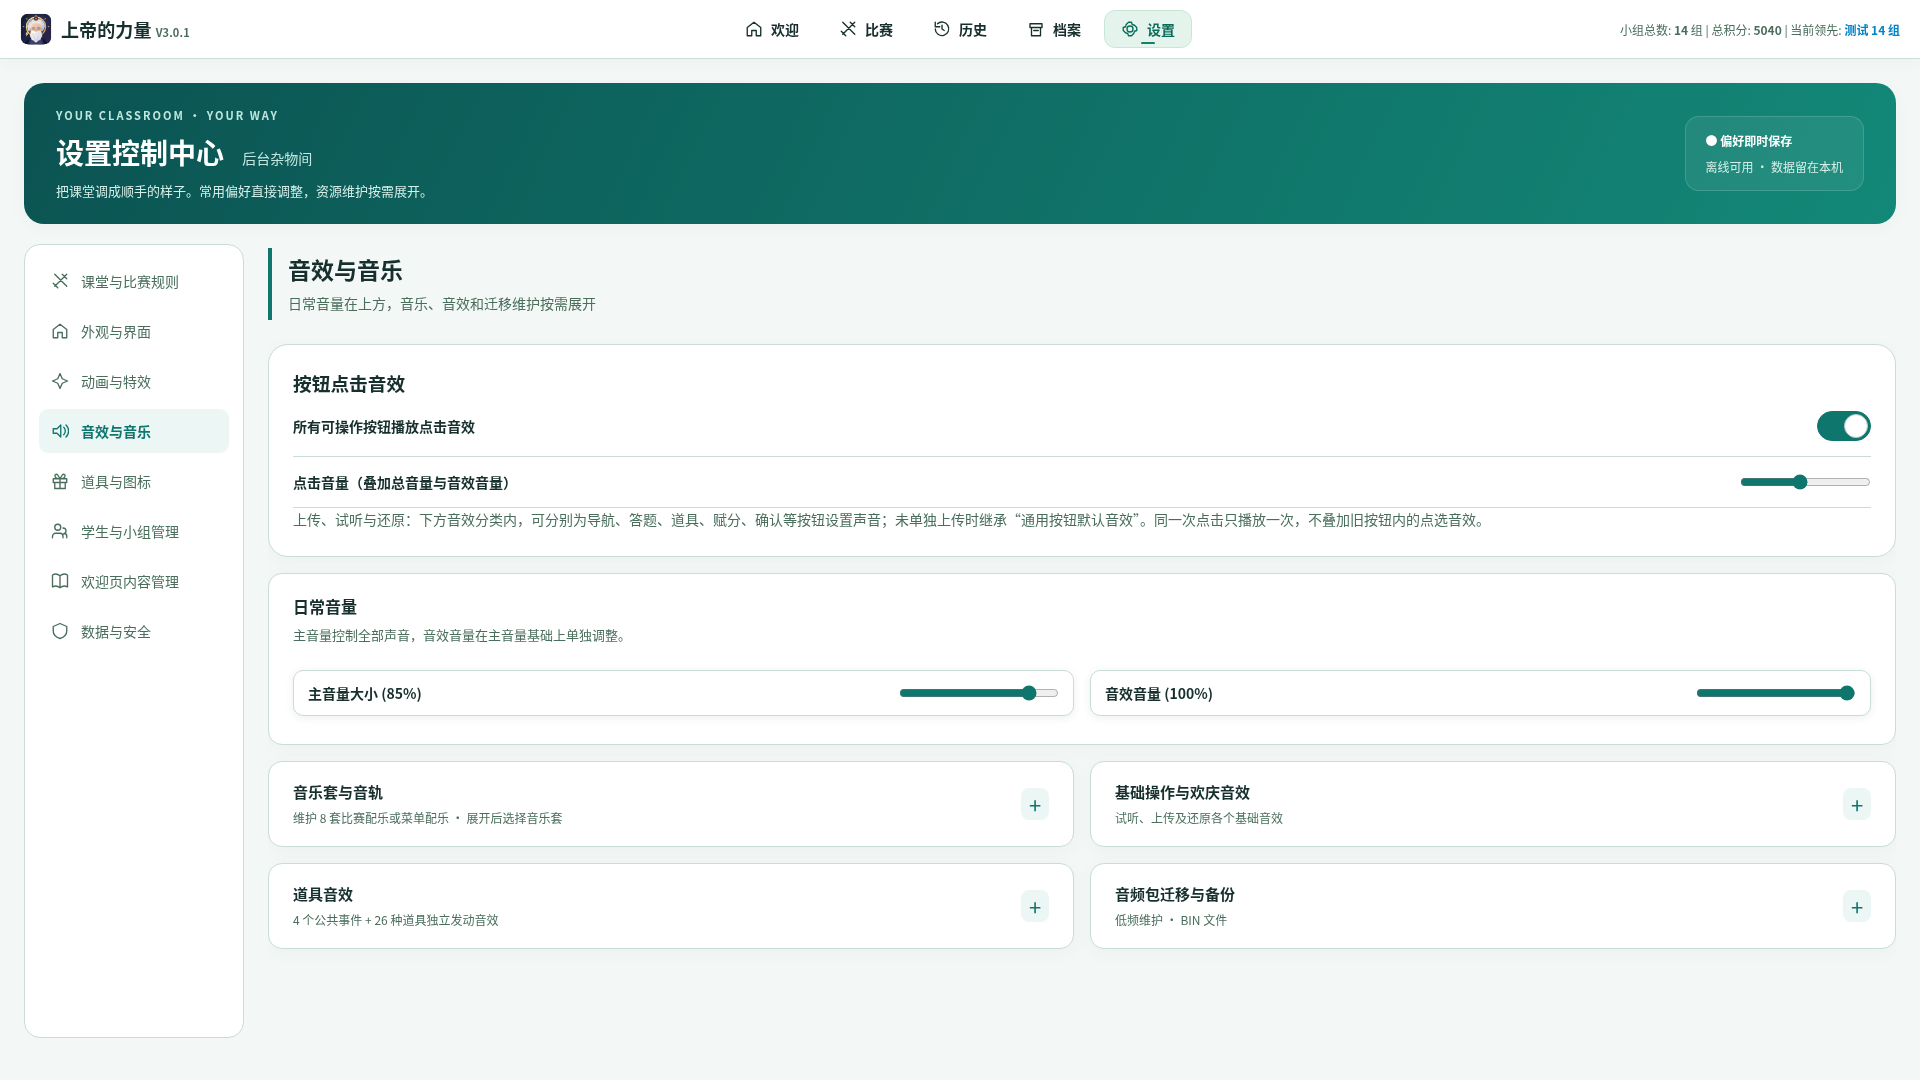 上帝的力量 V3.0.1
欢迎
比赛
历史
档案
设置
小组总数: 14 组 | 总积分: 5040 | 当前领先: 测试 14 组
YOUR CLASSROOM · YOUR WAY
设置控制中心 后台杂物间
把课堂调成顺手的样子。常用偏好直接调整，资源维护按需展开。
偏好即时保存
离线可用 · 数据留在本机
课堂与比赛规则
外观与界面
动画与特效
音效与音乐
道具与图标
学生与小组管理
欢迎页内容管理
数据与安全
音效与音乐
日常音量在上方，音乐、音效和迁移维护按需展开
按钮点击音效
所有可操作按钮播放点击音效
点击音量（叠加总音量与音效音量）
上传、试听与还原：下方音效分类内，可分别为导航、答题、道具、赋分、确认等按钮设置声音；未单独上传时继承“通用按钮默认音效”。同一次点击只播放一次，不叠加旧按钮内的点选音效。
日常音量
主音量控制全部声音，音效音量在主音量基础上单独调整。
主音量大小 (85%)
音效音量 (100%)
音乐套与音轨
维护 8 套比赛配乐或菜单配乐 · 展开后选择音乐套
+
基础操作与欢庆音效
试听、上传及还原各个基础音效
+
道具音效
4 个公共事件 + 26 种道具独立发动音效
+
音频包迁移与备份
低频维护 · BIN 文件
+